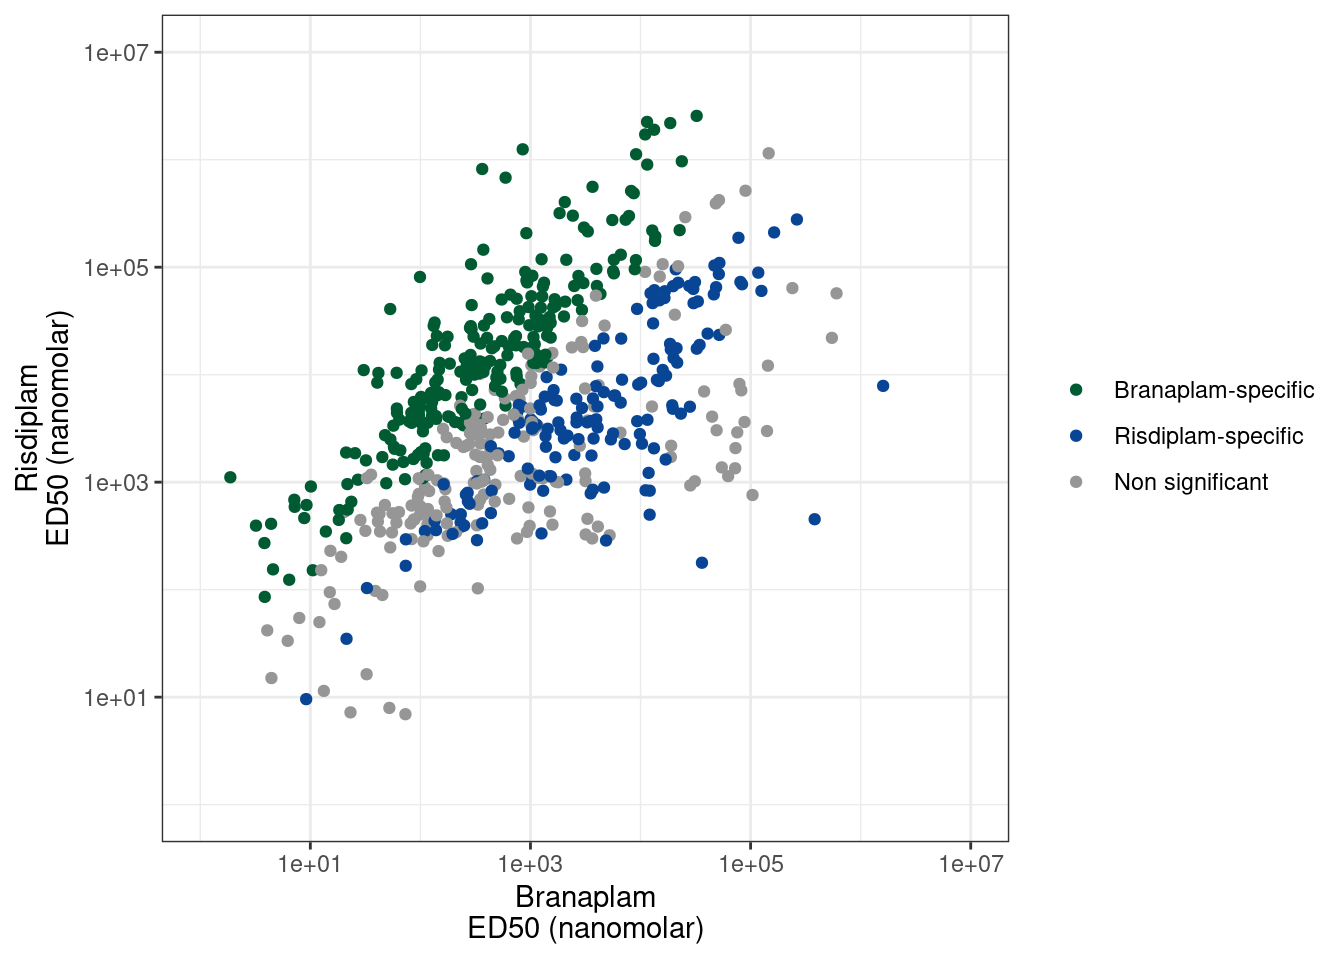 1e+07
1e+05
1e+03
1e+01
Risdiplam
ED50 (nanomolar)
1e+01
1e+03
1e+05
1e+07
Branaplam
ED50 (nanomolar)
Branaplam-specific
Risdiplam-specific
Non significant